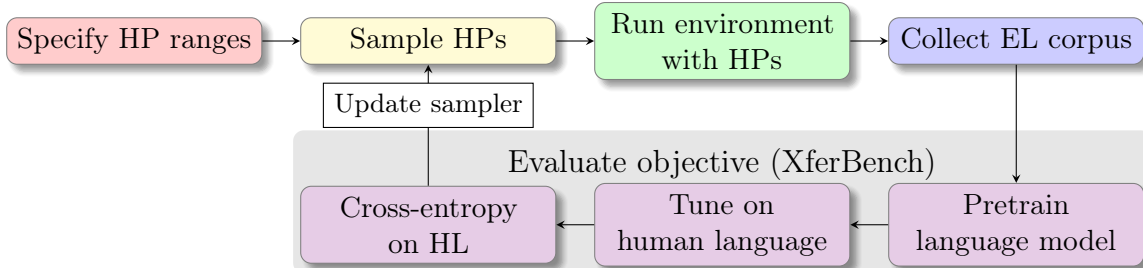 Specify HP ranges
Sample HPs
Run environment
with HPs
Collect EL corpus
Update sampler
Evaluate objective (XferBench)
Cross-entropy
on HL
Tune on
human language
Pretrain
language model